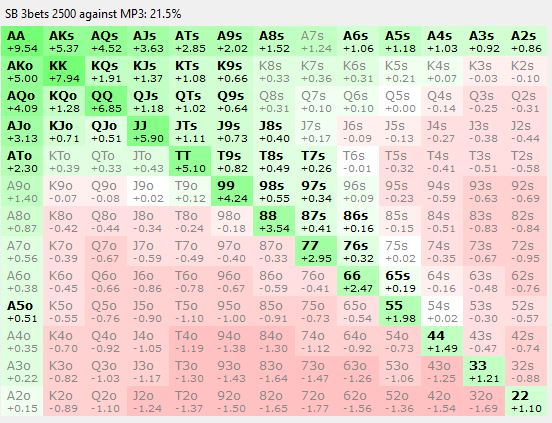 SB 3bets 2500 against MP3: 21.5%
AA AKs AQs AJs ATs A9s A8s A7s A6s A5s A4s A3s A2s
+9.54 +5.37 +4.52 +3.63 +2.85 +2.02 +1.52 +1.24 +1.06 +1.18 +1.03 +0.92 +0.86
AKo KK KQs KJs KTs K9s K8s K7s K6s K5s K4s K3s K2s
+5.00 +7.94 +1.91 +1.37 +1.08 +0.66 +0.33 +0.36 +0.31 +0.21 -0.07 -0.03 -0.10
AQo KQo QQ QJs QTs Q9s Q8s Q7s Q6s Q5s Q4s Q3s Q2s
+4.09 +1.28 +6.85 +1.18 +1.02 +0.64 +0.31 +0.10 +0.10 +0.00 -0.14 -0.25 -0.31
AJo KJo QJo JJ JTs J9s J8s J7s J6s J5s J4s J3s J2s
+3.13 +0.71 +0.51 +5.90 +1.11 +0.73 +0.40 +0.17 -0.09 -0.13 -0.27 -0.38 -0.44
ATo KTo QTo JTo TT T9s T8s T7s T6s T5s T4s T3s T2s
+2.30 +0.39 +0.33 +0.43 +5.10 +0.82 +0.49 +0.26 -0.01 -0.32 -0.41 -0.51 -0.58
A9o K9o Q9o J9o T9o 99 98s 97s 96s 95s 94s 93s 92s
+1.40 -0.07 -0.08 +0.02 +0.12 +4.24 +0.55 +0.34 +0.09 -0.23 -0.59 -0.63 -0.69
A8o K8o Q8o J8o T8o 98o 88 87s 86s 85s 84s 83s 82s
+0.87 -0.42 -0.44 -0.34 -0.24 -0.18 +3.54 +0.41 +0.16 -0.15 -0.51 -0.83 -0.84
A7o K7o Q7o J7o T7o 97o 87o 77 76s 75s 74s 73s 72s
+0.56 -0.39 -0.67 -0.59 -0.49 -0.40 -0.33 +2.95 +0.32 +0.02 -0.35 -0.67 -0.95
A6o K6o Q6o J6o T6o 96o 86o 76o 66 65s 64s 63s 62s
+0.38 -0.45 -0.66 -0.86 -0.76 -0.68 -0.59 -0.41 +2.47 +0.19 -0.16 -0.48 -0.76
A5o K5o Q5o J5o T5o 95o 85o 75o 65o 55 54s 53s 52s
+0.51 -0.55 -0.76 -0.90 -1.10 -1.00 -0.91 -0.73 -0.54 +1.98 +0.02 -0.30 -0.57
A4o K4o Q4o J4o T4o 94o 84o 74o 64o 54o 44 43s 42s
+0.35 -0.70 -0.92 -1.05 -1.19 -1.38 -1.30 -1.12 -0.92 -0.73 +1.49 -0.47 -0.74
A3o K3o Q3o J3o T3o 93o 83o 73o 63o 53o 43o 33 32s
+0.22 -0.82 -1.03 -1.17 -1.30 -1.43 -1.64 -1.47 -1.26 -1.06 -1.25 +1.21 -0.88
A2o K2o Q2o J2o T2o 92o 82o 72o 62o 52o 42o 32o 22
+0.15 -0.89 -1.10 -1.24 -1.37 -1.50 -1.65 -1.77 -1.56 -1.36 -1.54 -1.69 +1.10